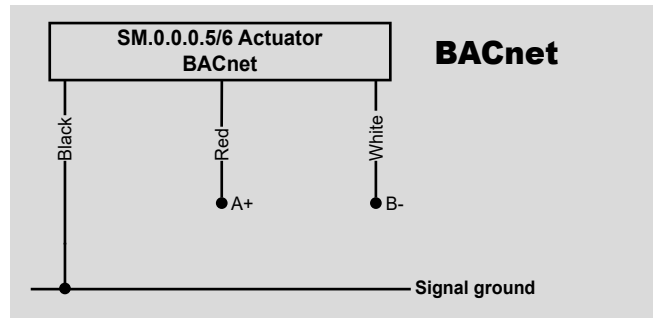 SM.0.0.0.5/6 Actuator
BACnet
BACnet
Black
Red
White
A+
B-
Signal ground